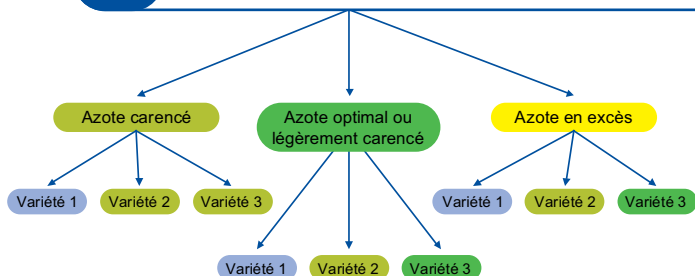 Azote carencé
Azote optimal ou
légèrement carencé
Azote en excès
Variété 1
Variété 2
Variété 3
Variété 1
Variété 2
Variété 3
Variété 1
Variété 2
Variété 3